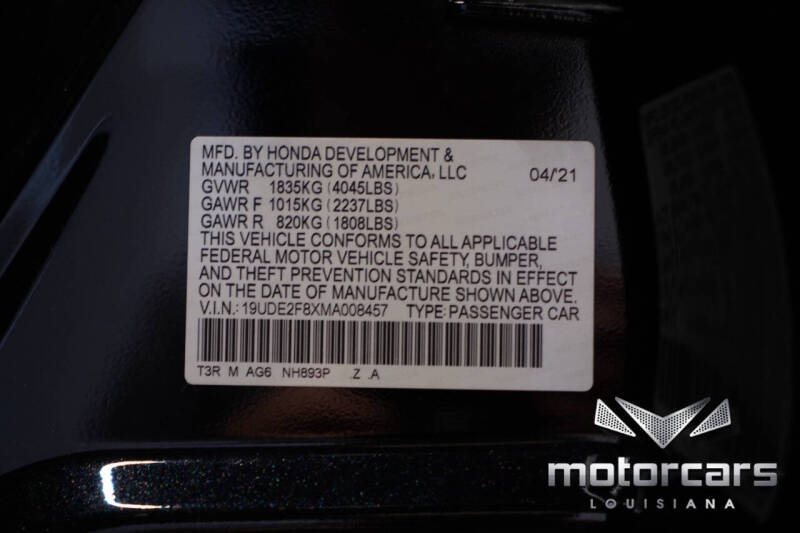 MFD. BY HONDA DEVELOPMENT &
MANUFACTURING OF AMERICA, LLC 04/'21
GVWR 1835KG (4045LBS)
GAWR F 1015KG (2237LBS)
GAWR R 820KG (1808LBS)
THIS VEHICLE CONFORMS TO ALL APPLICABLE
FEDERAL MOTOR VEHICLE SAFETY, BUMPER,
AND THEFT PREVENTION STANDARDS IN EFFECT
ON THE DATE OF MANUFACTURE SHOWN ABOVE.
V.I.N.: 19UDE2F8XMA008457 TYPE: PASSENGER CAR
T3R M AG6 NH893P .Z .A
motorcars
LOUISIANA